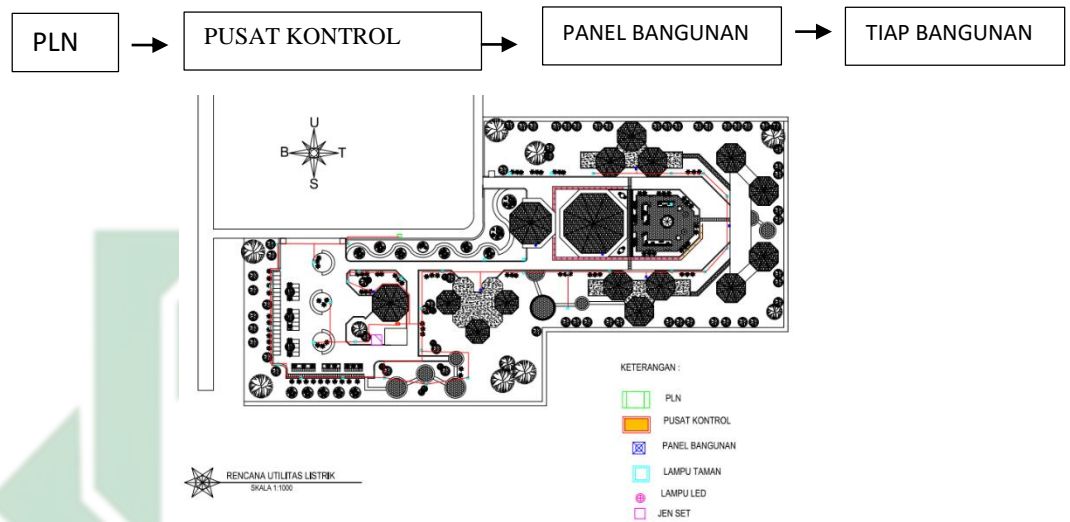 PLN
PUSAT KONTROL
PANEL BANGUNAN
TIAP BANGUNAN
U
B T
S
KETERANGAN :
PLN
PUSAT KONTROL
PANEL BANGUNAN
LAMPU TAMAN
LAMPU LED
JEN SET
RENCANA UTILITAS LISTRIK
SKALA 1:1000